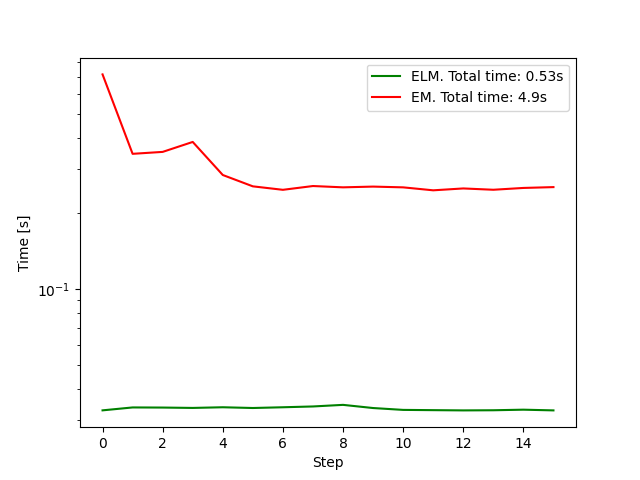 ELM. Total time: 0.53s
EM. Total time: 4.9s
Time [s]
10⁻¹
0 2 4 6 8 10 12 14
Step